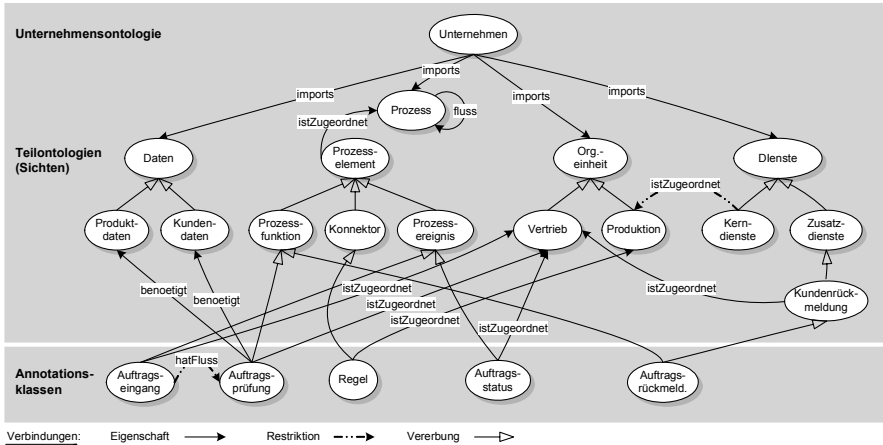 Unternehmensontologie
Unternehmen
imports
imports
imports
imports
Prozess
fluss
istZugeordnet
Teilontologien
(Sichten)
Daten
Prozess-
element
Org.-
einheit
DIenste
istZugeordnet
Produkt-
daten
Kunden-
daten
Prozess-
funktion
Konnektor
Prozess-
ereignis
Vertrieb
Produktion
Kern-
dienste
Zusatz-
dienste
benoetigt
benoetigt
istZugeordnet
istZugeordnet
istZugeordnet
istZugeordnet
istZugeordnet
Kundenrück-
meldung
Annotations-
klassen
Auftrags-
eingang
hatFluss
Auftrags-
prüfung
Regel
Auftrags-
status
Auftrags-
rückmeld.
Verbindungen: Eigenschaft Restriktion Vererbung